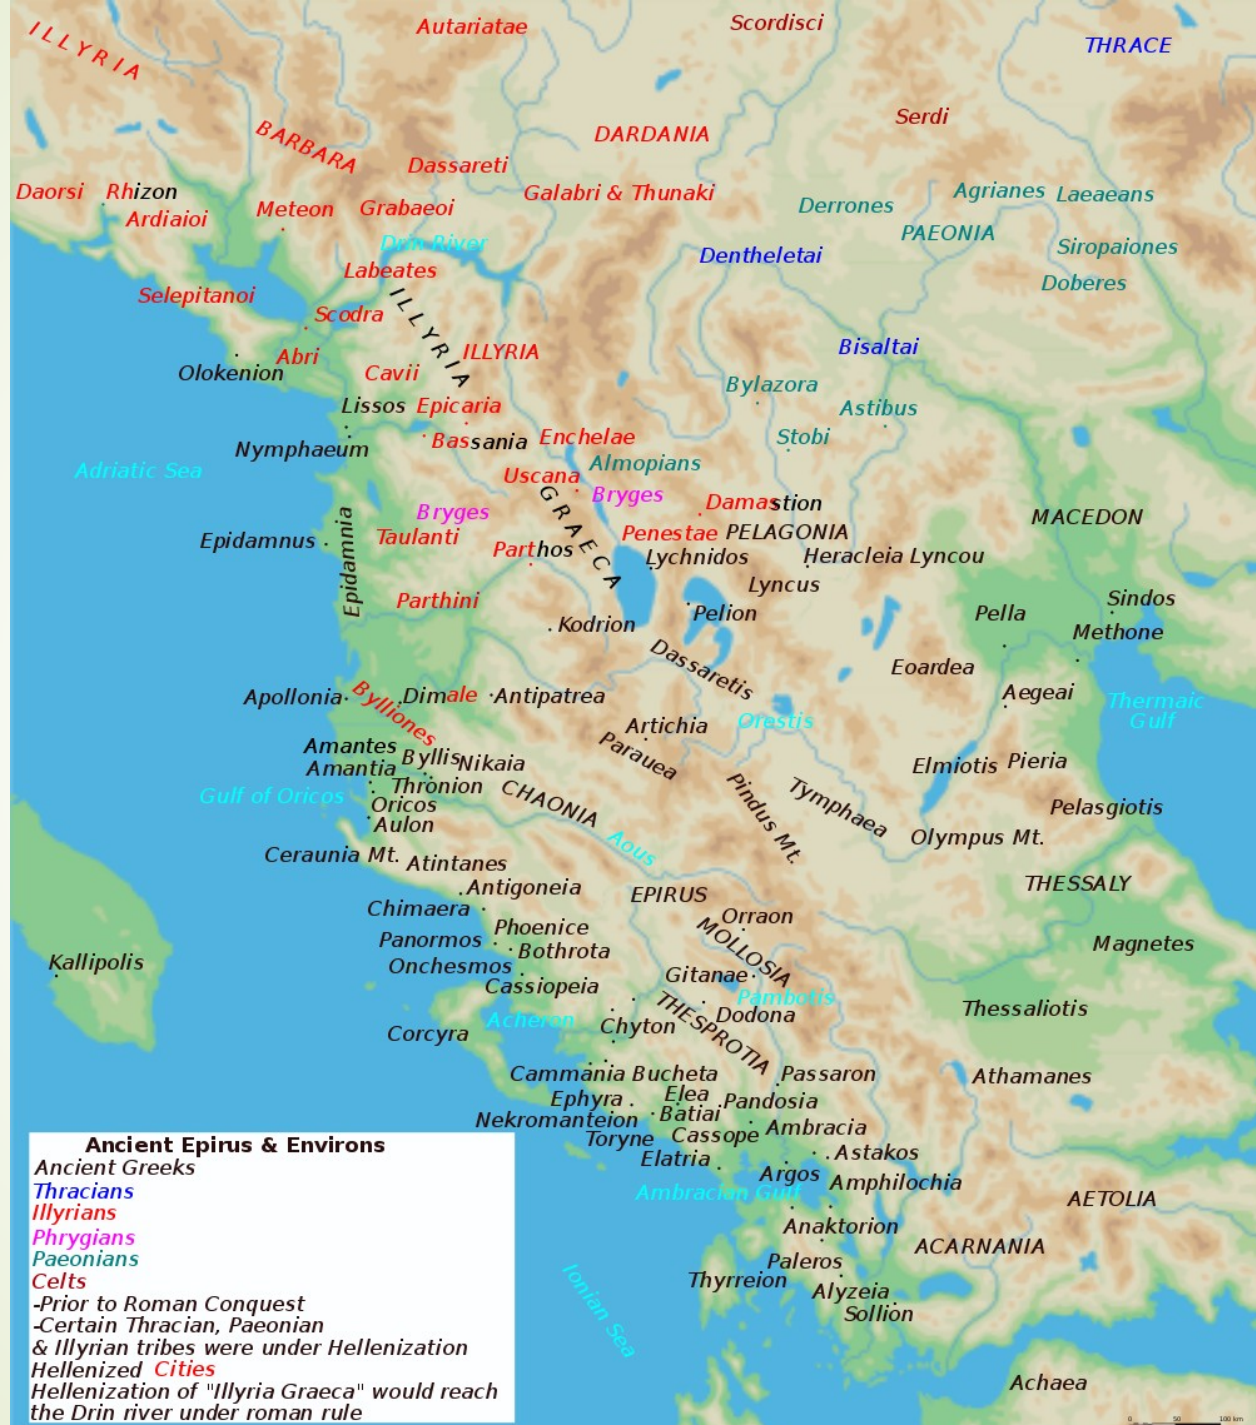 Scordisci
Autariatae
ILLYRIA
THRACE
Serdi
BARBARA
DARDANIA
Dassareti
Daorsi
Rhizon
Galabri & Thunaki
Agrianes
Laeaeans
Ardiaioi
Meteon
Grabaeoi
Derrones
PAEONIA
Drin River
Siropaiones
Dentheletai
Labeates
Doberes
Selepitanoi
Scodra
ILLYRIA
Bisaltai
ILLYRIA
Abri
Olokenion
Cavii
Bylazora
Lissos
Epicaria
Astibus
Nymphaeum
Bassania
Enchelae
Stobi
Adriatic Sea
Almopians
Uscana
Bryges
GRAECA
Damastion
Bryges
MACEDON
Epidamnus
Epidamnia
Taulanti
Penestae
PELAGONIA
Parthos
Lychnidos
Heracleia Lyncou
Lyncus
Parthini
Sindos
Pelion
Pella
Kodrion
Methone
Dassaretis
Eoardea
Apollonia
Bylliones
Dimale
Antipatrea
Aegeai
Thermaic
Gulf
Orestis
Artichia
Amantes
Byllis
Nikaia
Parauea
Amantia
Elmiotis
Pieria
Thronion
Gulf of Oricos
Oricos
CHAONIA
Pindus Mt.
Tymphaea
Pelasgiotis
Aulon
Olympus Mt.
Ceraunia Mt.
Atintanes
Aous
Antigoneia
EPIRUS
THESSALY
Chimaera
Orraon
Phoenice
MOLLOSIA
Panormos
Bothrota
Magnetes
Kallipolis
Onchesmos
Gitanae
Cassiopeia
Pambotis
Thessaliotis
Acheron
THESPROTIA
Dodona
Corcyra
Chyton
Cammania
Bucheta
Passaron
Athamanes
Ephyra
Elea
Pandosia
Nekromanteion
Batiai
Toryne
Cassope
Ambracia
Elatria
Astakos
Argos
Amphilochia
Ambracian Gulf
AETOLIA
Anaktorion
ACARNANIA
Paleros
Thyrreion
Alyzeia
Ionian Sea
Sollion
Achaea
0 50 100 km
Ancient Epirus & Environs
Ancient Greeks
Thracians
Illyrians
Phrygians
Paeonians
Celts
-Prior to Roman Conquest
-Certain Thracian, Paeonian
& Illyrian tribes were under Hellenization
Hellenized Cities
Hellenization of "Illyria Graeca" would reach
the Drin river under roman rule